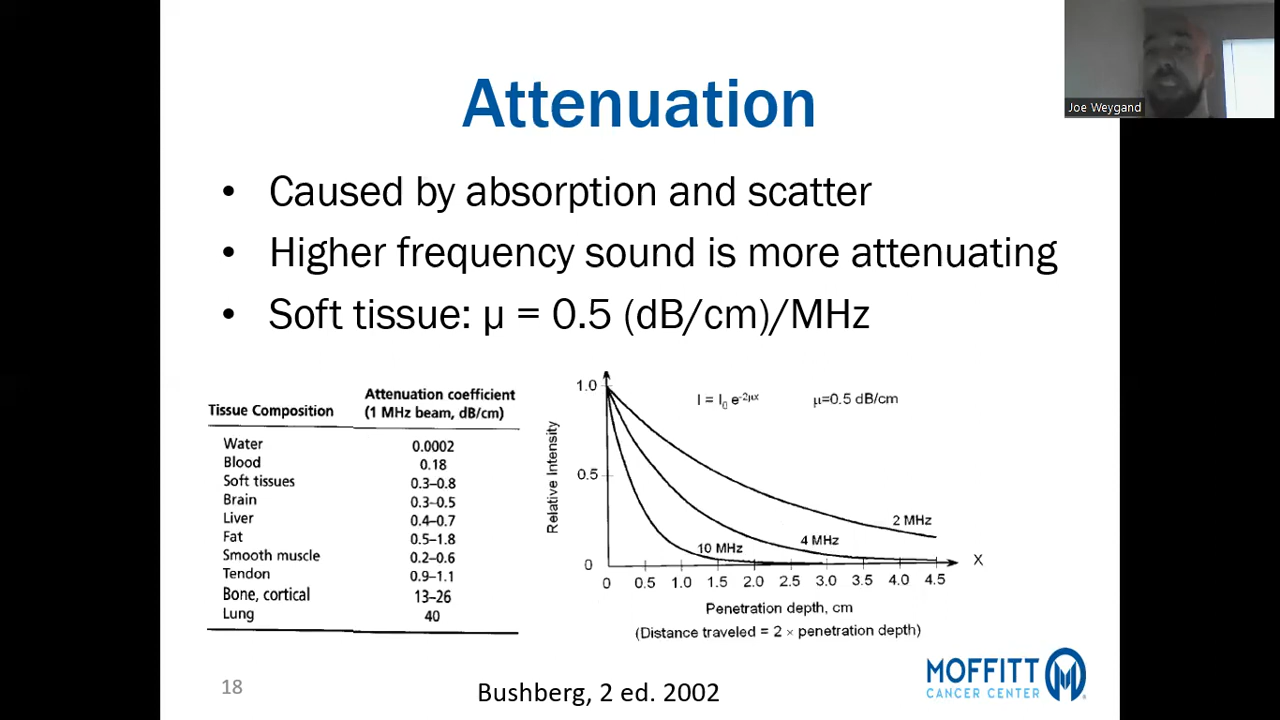 Joe Weygand
Attenuation
• Caused by absorption and scatter
• Higher frequency sound is more attenuating
• Soft tissue: µ = 0.5 (dB/cm)/MHz
Attenuation coefficient
Tissue Composition (1 MHz beam, dB/cm)
Water 0.0002
Blood 0.18
Soft tissues 0.3–0.8
Brain 0.3–0.5
Liver 0.4–0.7
Fat 0.5–1.8
Smooth muscle 0.2–0.6
Tendon 0.9–1.1
Bone, cortical 13–26
Lung 40
1.0
I = I₀ e⁻²µˣ µ=0.5 dB/cm
Relative Intensity
0.5
2 MHz
4 MHz
10 MHz
0
X
0 0.5 1.0 1.5 2.0 2.5 3.0 3.5 4.0 4.5
Penetration depth, cm
(Distance traveled = 2 × penetration depth)
MOFFITT
CANCER CENTER
18
Bushberg, 2 ed. 2002